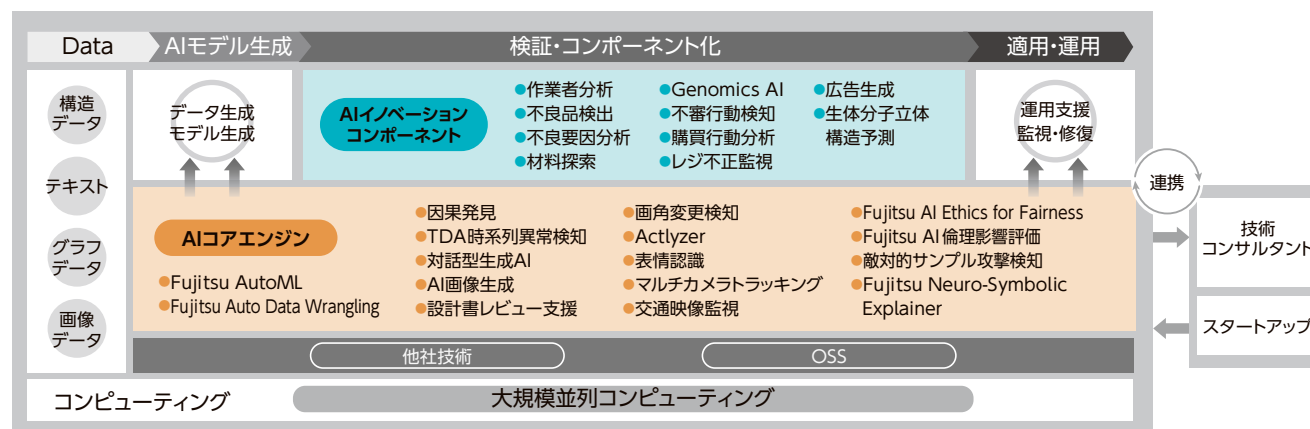 Data
AIモデル生成
検証・コンポーネント化
適用・運用
構造
データ
テキスト
グラフ
データ
画像
データ
データ生成
モデル生成
AIイノベーション
コンポーネント
●作業者分析
●不良品検出
●不良要因分析
●材料探索
●Genomics AI
●不審行動検知
●購買行動分析
●レジ不正監視
●広告生成
●生体分子立体
構造予測
運用支援
監視・修復
AIコアエンジン
●Fujitsu AutoML
●Fujitsu Auto Data Wrangling
●因果発見
●TDA時系列異常検知
●対話型生成AI
●AI画像生成
●設計書レビュー支援
●画角変更検知
●Actlyzer
●表情認識
●マルチカメラトラッキング
●交通映像監視
●Fujitsu AI Ethics for Fairness
●Fujitsu AI倫理影響評価
●敵対的サンプル攻撃検知
●Fujitsu Neuro-Symbolic
Explainer
他社技術
OSS
コンピューティング
大規模並列コンピューティング
連携
技術
コンサルタント
スタートアップ